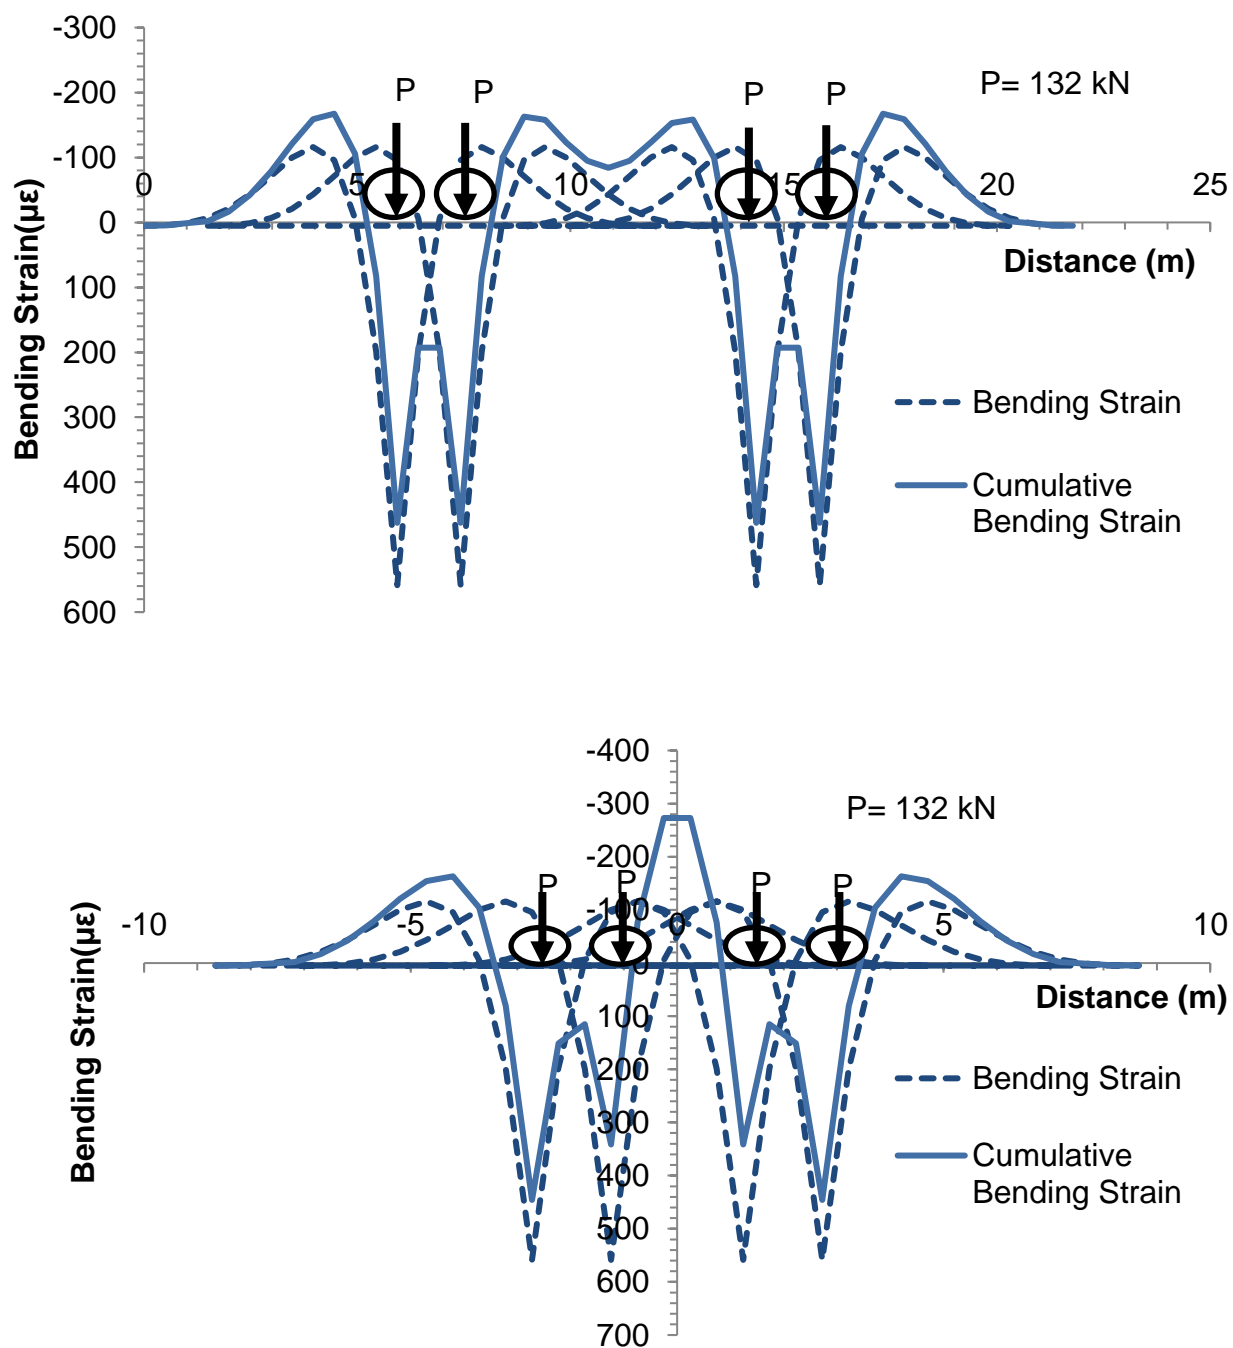 -300
-200
-100
0
100
200
300
400
500
600
Bending Strain(με)
P
P
P
P
P= 132 kN
0
5
10
15
20
25
Distance (m)
Bending Strain
Cumulative
Bending Strain
-400
-300
-200
-100
0
100
200
300
400
500
600
700
Bending Strain(με)
P= 132 kN
P
P
P
P
-10
-5
0
5
10
Distance (m)
Bending Strain
Cumulative
Bending Strain